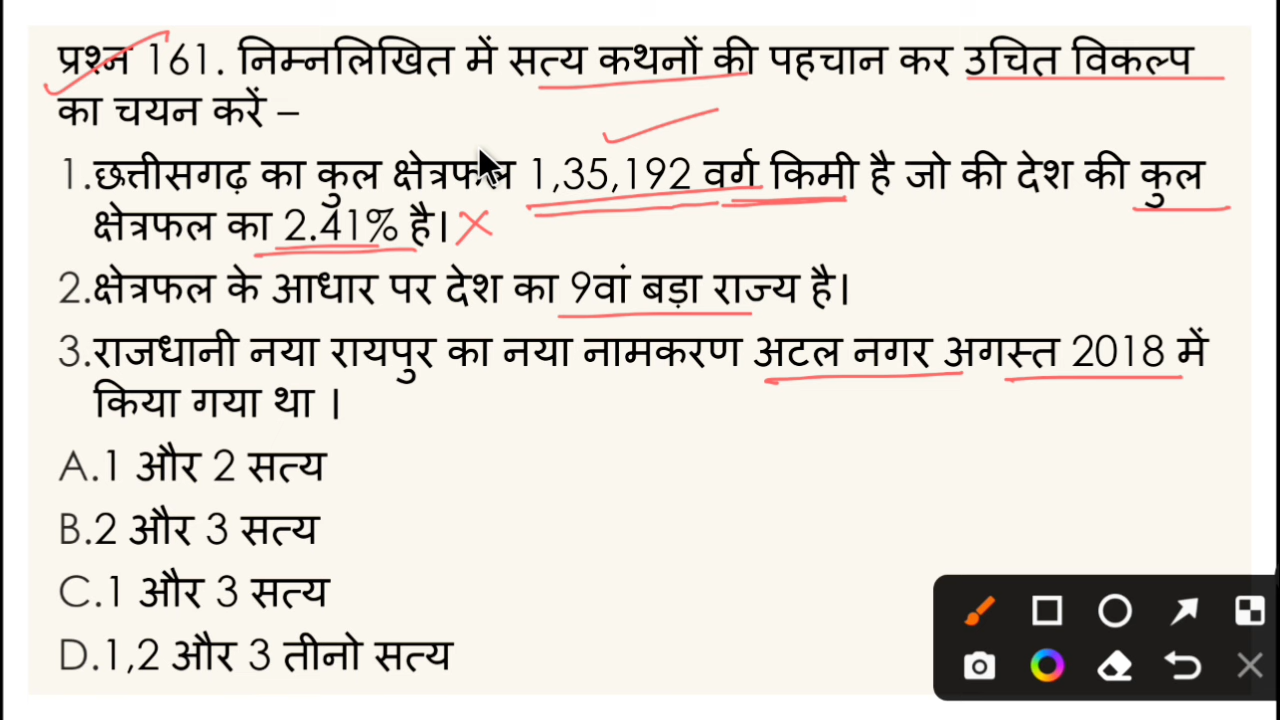 प्रश्न 161. निम्नलिखित में सत्य कथनों की पहचान कर उचित विकल्प
का चयन करें –
1.छत्तीसगढ़ का कुल क्षेत्रफल 1,35,192 वर्ग किमी है जो की देश की कुल
क्षेत्रफल का 2.41% है।
2.क्षेत्रफल के आधार पर देश का 9वां बड़ा राज्य है।
3.राजधानी नया रायपुर का नया नामकरण अटल नगर अगस्त 2018 में
किया गया था ।
A.1 और 2 सत्य
B.2 और 3 सत्य
C.1 और 3 सत्य
D.1,2 और 3 तीनो सत्य